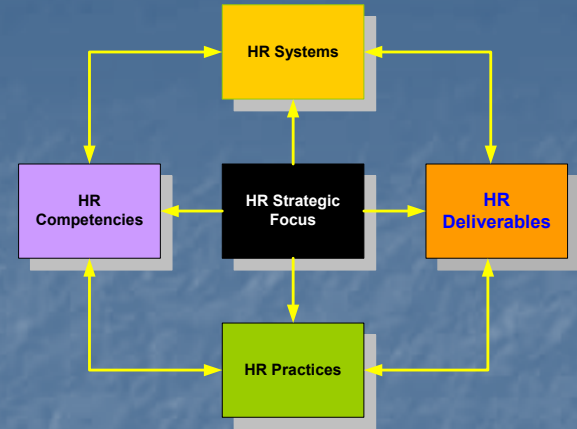 HR Systems
HR
Competencies
HR Strategic
Focus
HR
Deliverables
HR Practices